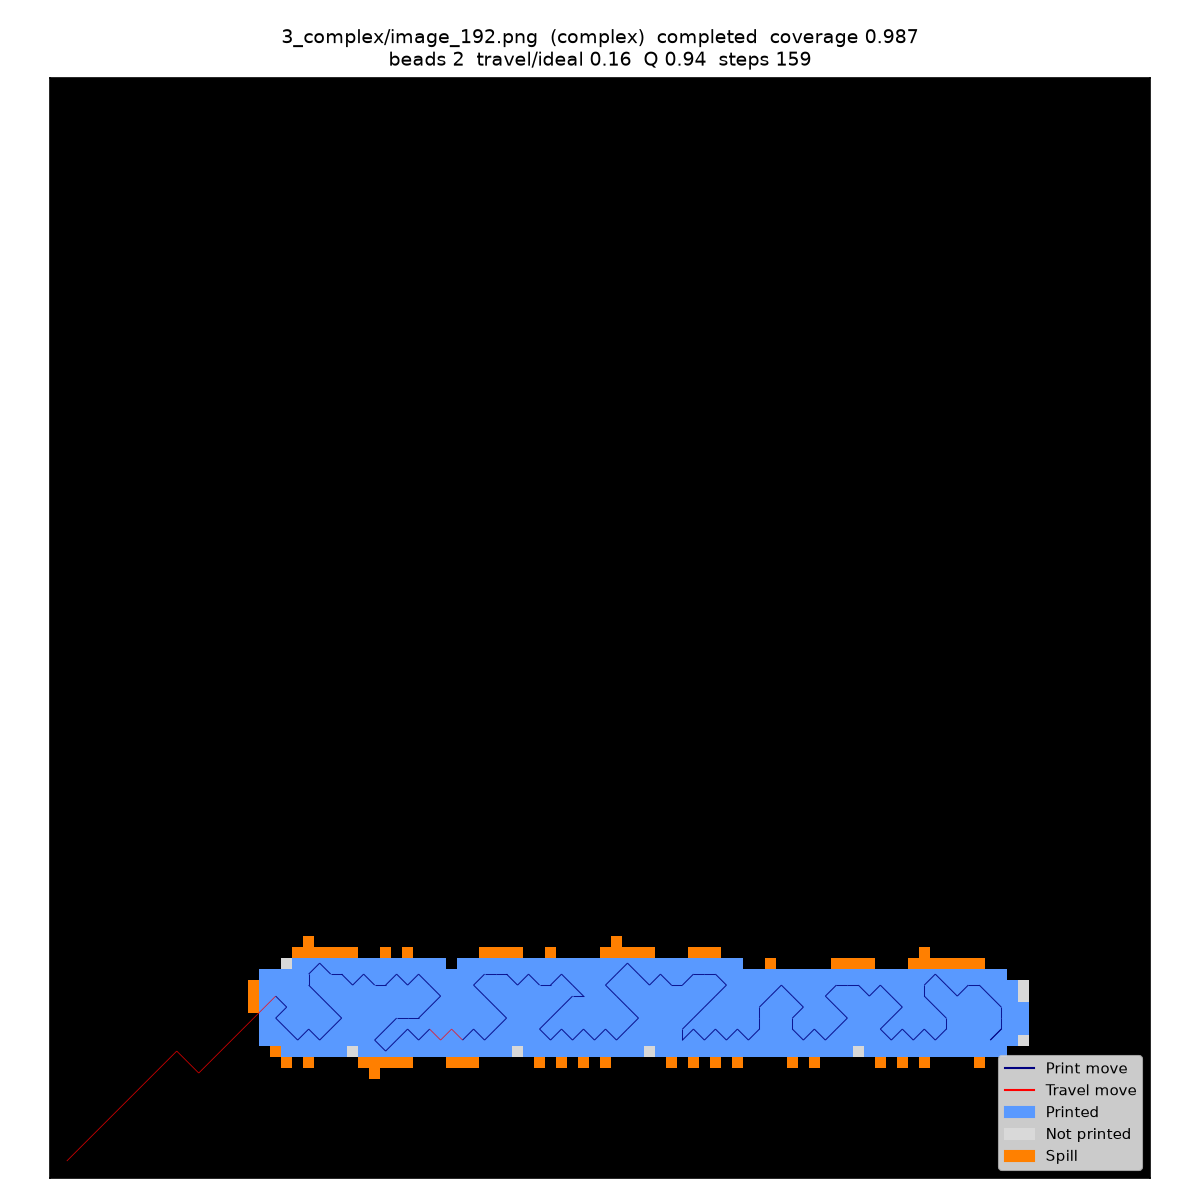 3_complex/image_192.png  (complex)  completed  coverage 0.987
beads 2  travel/ideal 0.16  Q 0.94  steps 159
Print move
Travel move
Printed
Not printed
Spill